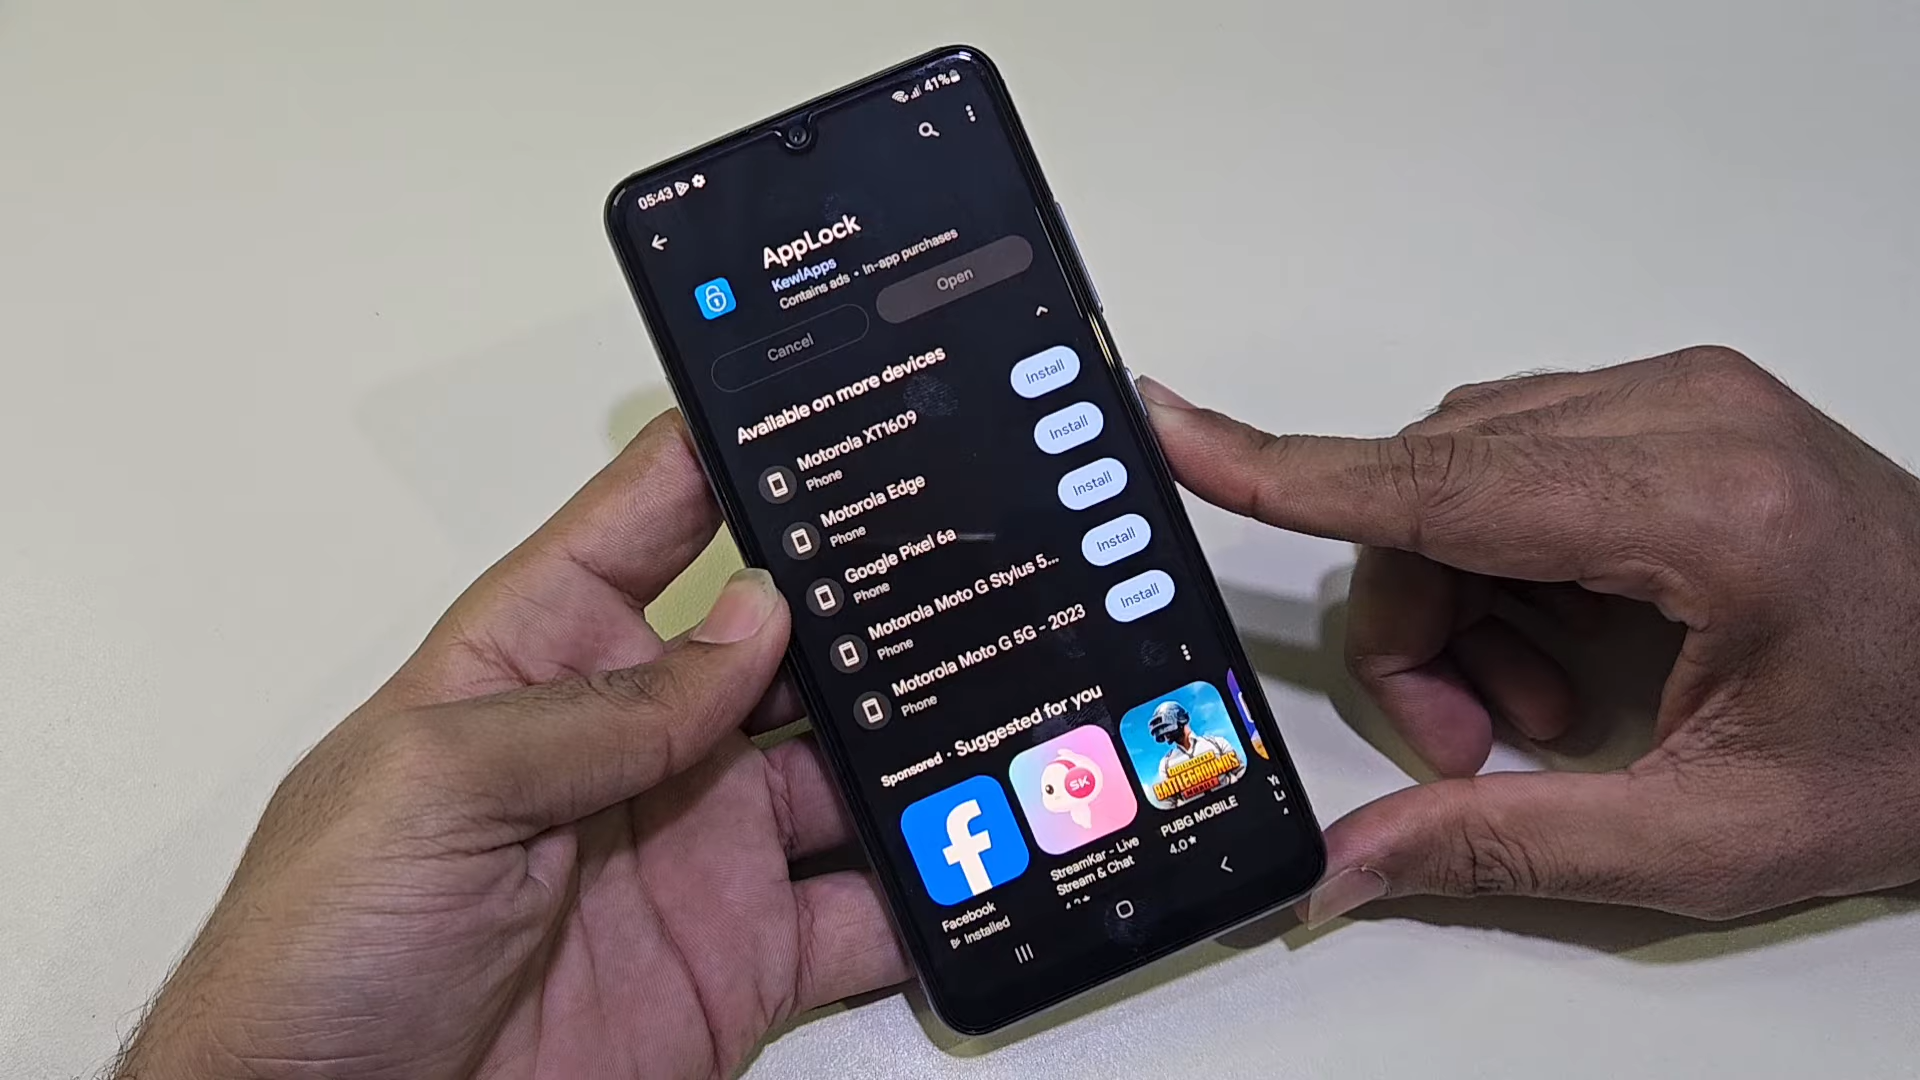 05:43
41%
AppLock
KewlApps
Contains ads • In-app purchases
Cancel
Open
Available on more devices
Motorola XT1609
Phone
Install
Motorola Edge
Phone
Install
Google Pixel 6a
Phone
Install
Motorola Moto G Stylus 5...
Phone
Install
Motorola Moto G 5G - 2023
Phone
Install
Sponsored • Suggested for you
SK
BATTLEGROUNDS
MOBILE
Facebook
Installed
StreamKar - Live
Stream & Chat
PUBG MOBILE
4.0★